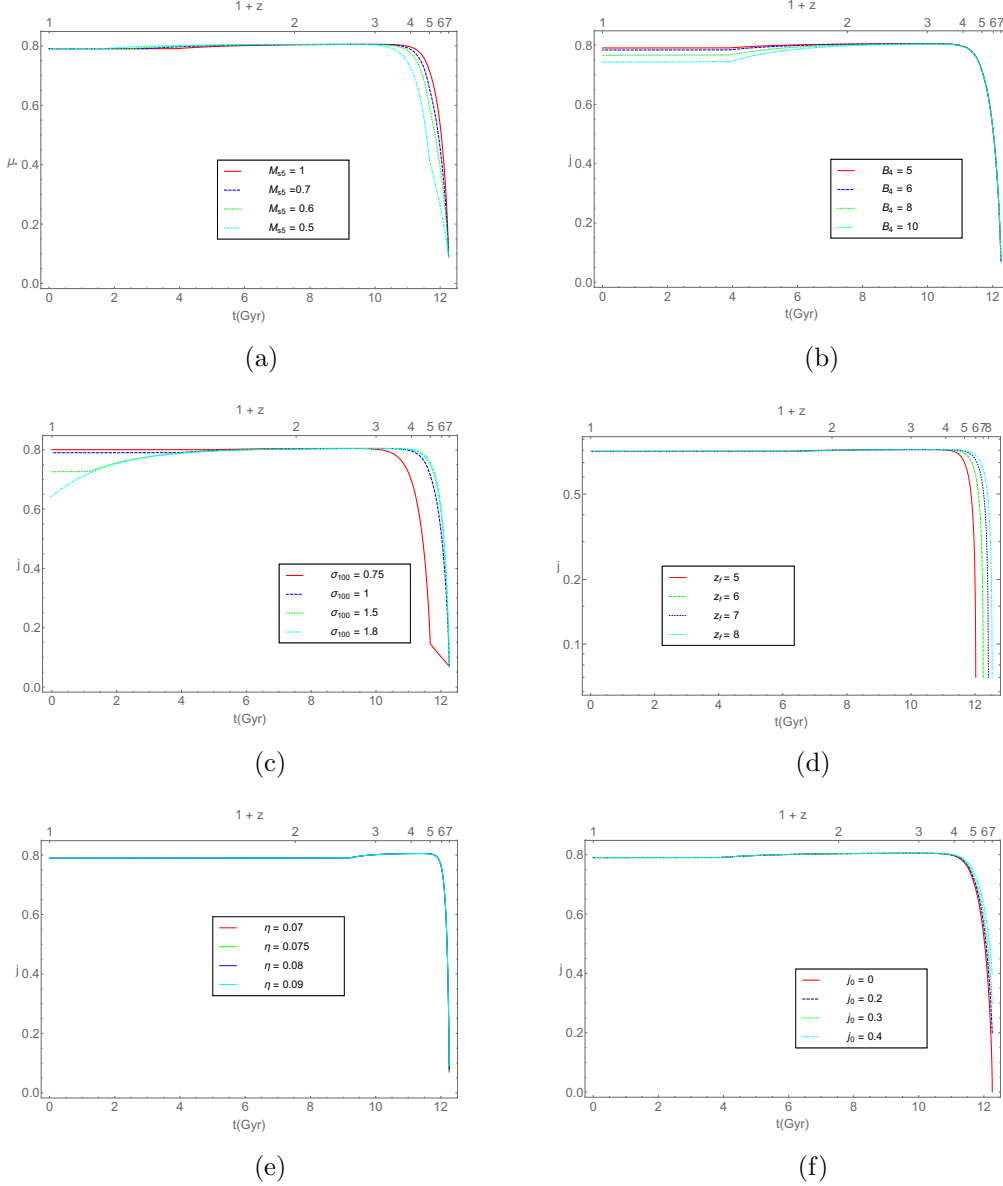 1 + z
1 2 3 4 5 6 7
0.8
0.6
0.4
0.2
0.0
μ.
M_s5 = 1
M_s5 =0.7
M_s5 = 0.6
M_s5 = 0.5
0 2 4 6 8 10 12
t(Gyr)
(a)
1 + z
1 2 3 4 5 6 7
0.8
0.6
0.4
0.2
0.0
j
B_4 = 5
B_4 = 6
B_4 = 8
B_4 = 10
0 2 4 6 8 10 12
t(Gyr)
(b)
1 + z
1 2 3 4 5 6 7
0.8
0.6
0.4
0.2
0.0
j
σ_100 = 0.75
σ_100 = 1
σ_100 = 1.5
σ_100 = 1.8
0 2 4 6 8 10 12
t(Gyr)
(c)
1 + z
1 2 3 4 5 6 7 8
0.5
0.2
0.1
j
z_f = 5
z_f = 6
z_f = 7
z_f = 8
0 2 4 6 8 10 12
t(Gyr)
(d)
1 + z
1 2 3 4 5 6 7
0.8
0.6
0.4
0.2
0.0
j
η = 0.07
η = 0.075
η = 0.08
η = 0.09
0 2 4 6 8 10 12
t(Gyr)
(e)
1 + z
1 2 3 4 5 6 7
0.8
0.6
0.4
0.2
0.0
j
j_0 = 0
j_0 = 0.2
j_0 = 0.3
j_0 = 0.4
0 2 4 6 8 10 12
t(Gyr)
(f)